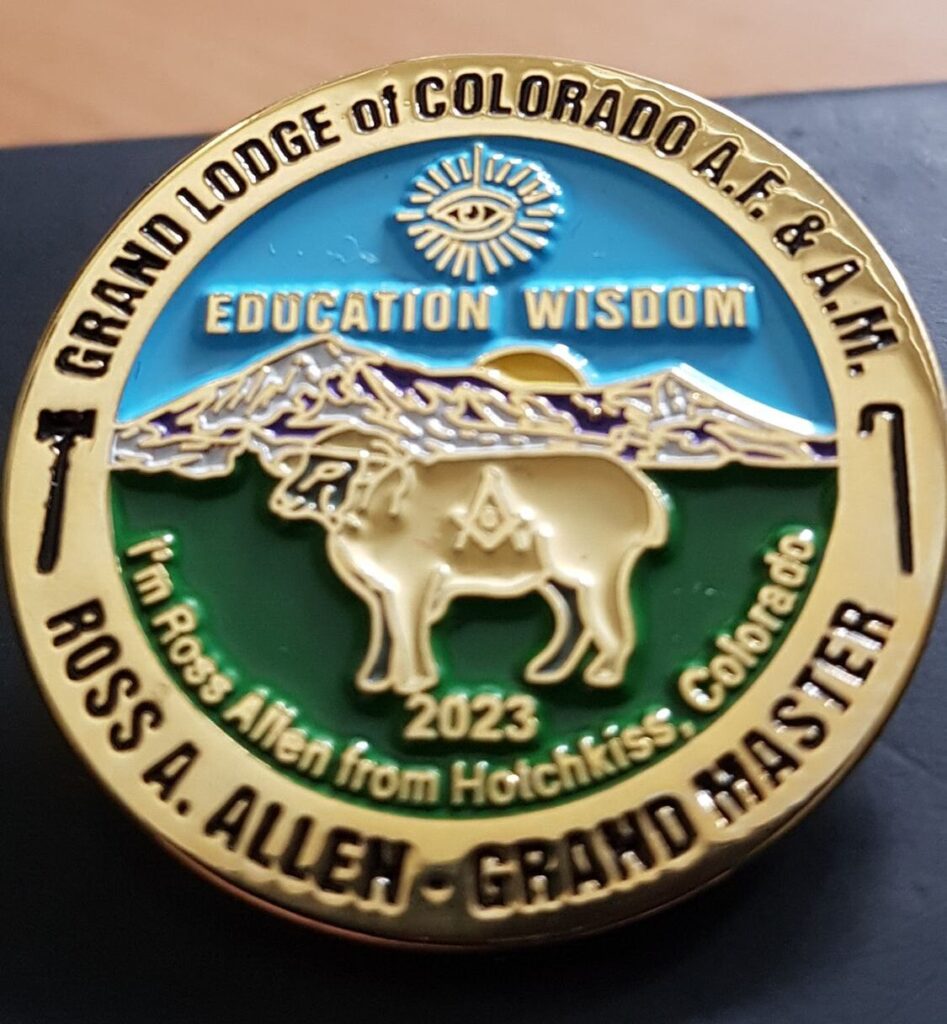 GRAND LODGE of COLORADO A.F. & A.M.
EDUCATION WISDOM
2023
I'm Ross Allen from Hotchkiss, Colorado
ROSS A. ALLEN - GRAND MASTER